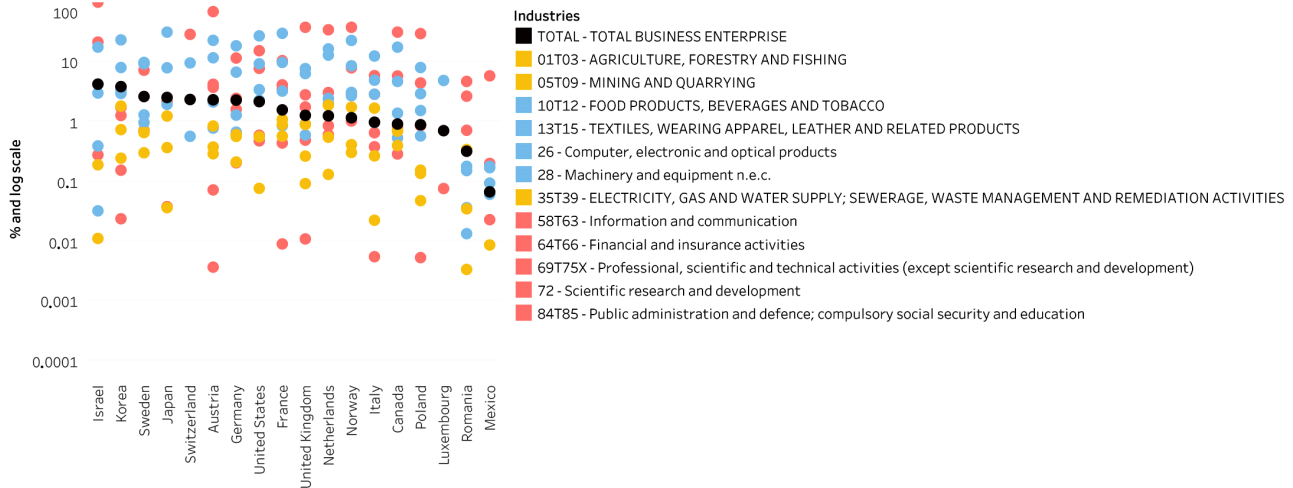 % and log scale
100
10
1
0.1
0.01
0.001
0.0001
Israel
Korea
Sweden
Japan
Switzerland
Austria
Germany
United States
France
United Kingdom
Netherlands
Norway
Italy
Canada
Poland
Luxembourg
Romania
Mexico
Industries
TOTAL - TOTAL BUSINESS ENTERPRISE
01T03 - AGRICULTURE, FORESTRY AND FISHING
05T09 - MINING AND QUARRYING
10T12 - FOOD PRODUCTS, BEVERAGES AND TOBACCO
13T15 - TEXTILES, WEARING APPAREL, LEATHER AND RELATED PRODUCTS
26 - Computer, electronic and optical products
28 - Machinery and equipment n.e.c.
35T39 - ELECTRICITY, GAS AND WATER SUPPLY; SEWERAGE, WASTE MANAGEMENT AND REMEDIATION ACTIVITIES
58T63 - Information and communication
64T66 - Financial and insurance activities
69T75X - Professional, scientific and technical activities (except scientific research and development)
72 - Scientific research and development
84T85 - Public administration and defence; compulsory social security and education